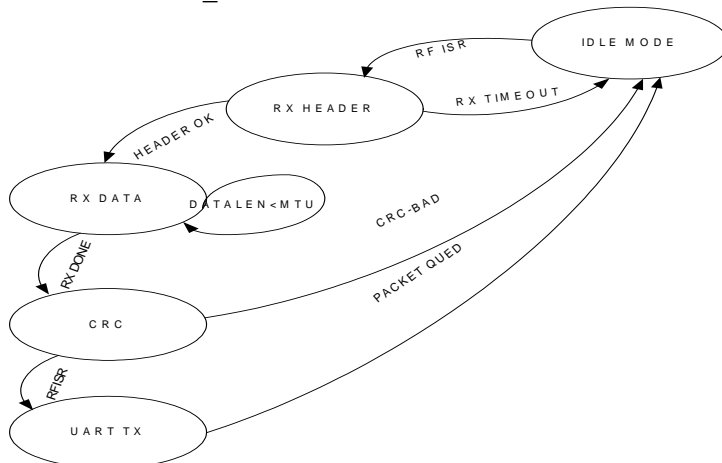 IDLE MODE
RF ISR
RX HEADER
RX TIMEOUT
HEADER OK
RX DATA
DATALEN<MTU
CRC-BAD
RX DONE
PACKET QUED
CRC
RFISR
UART TX